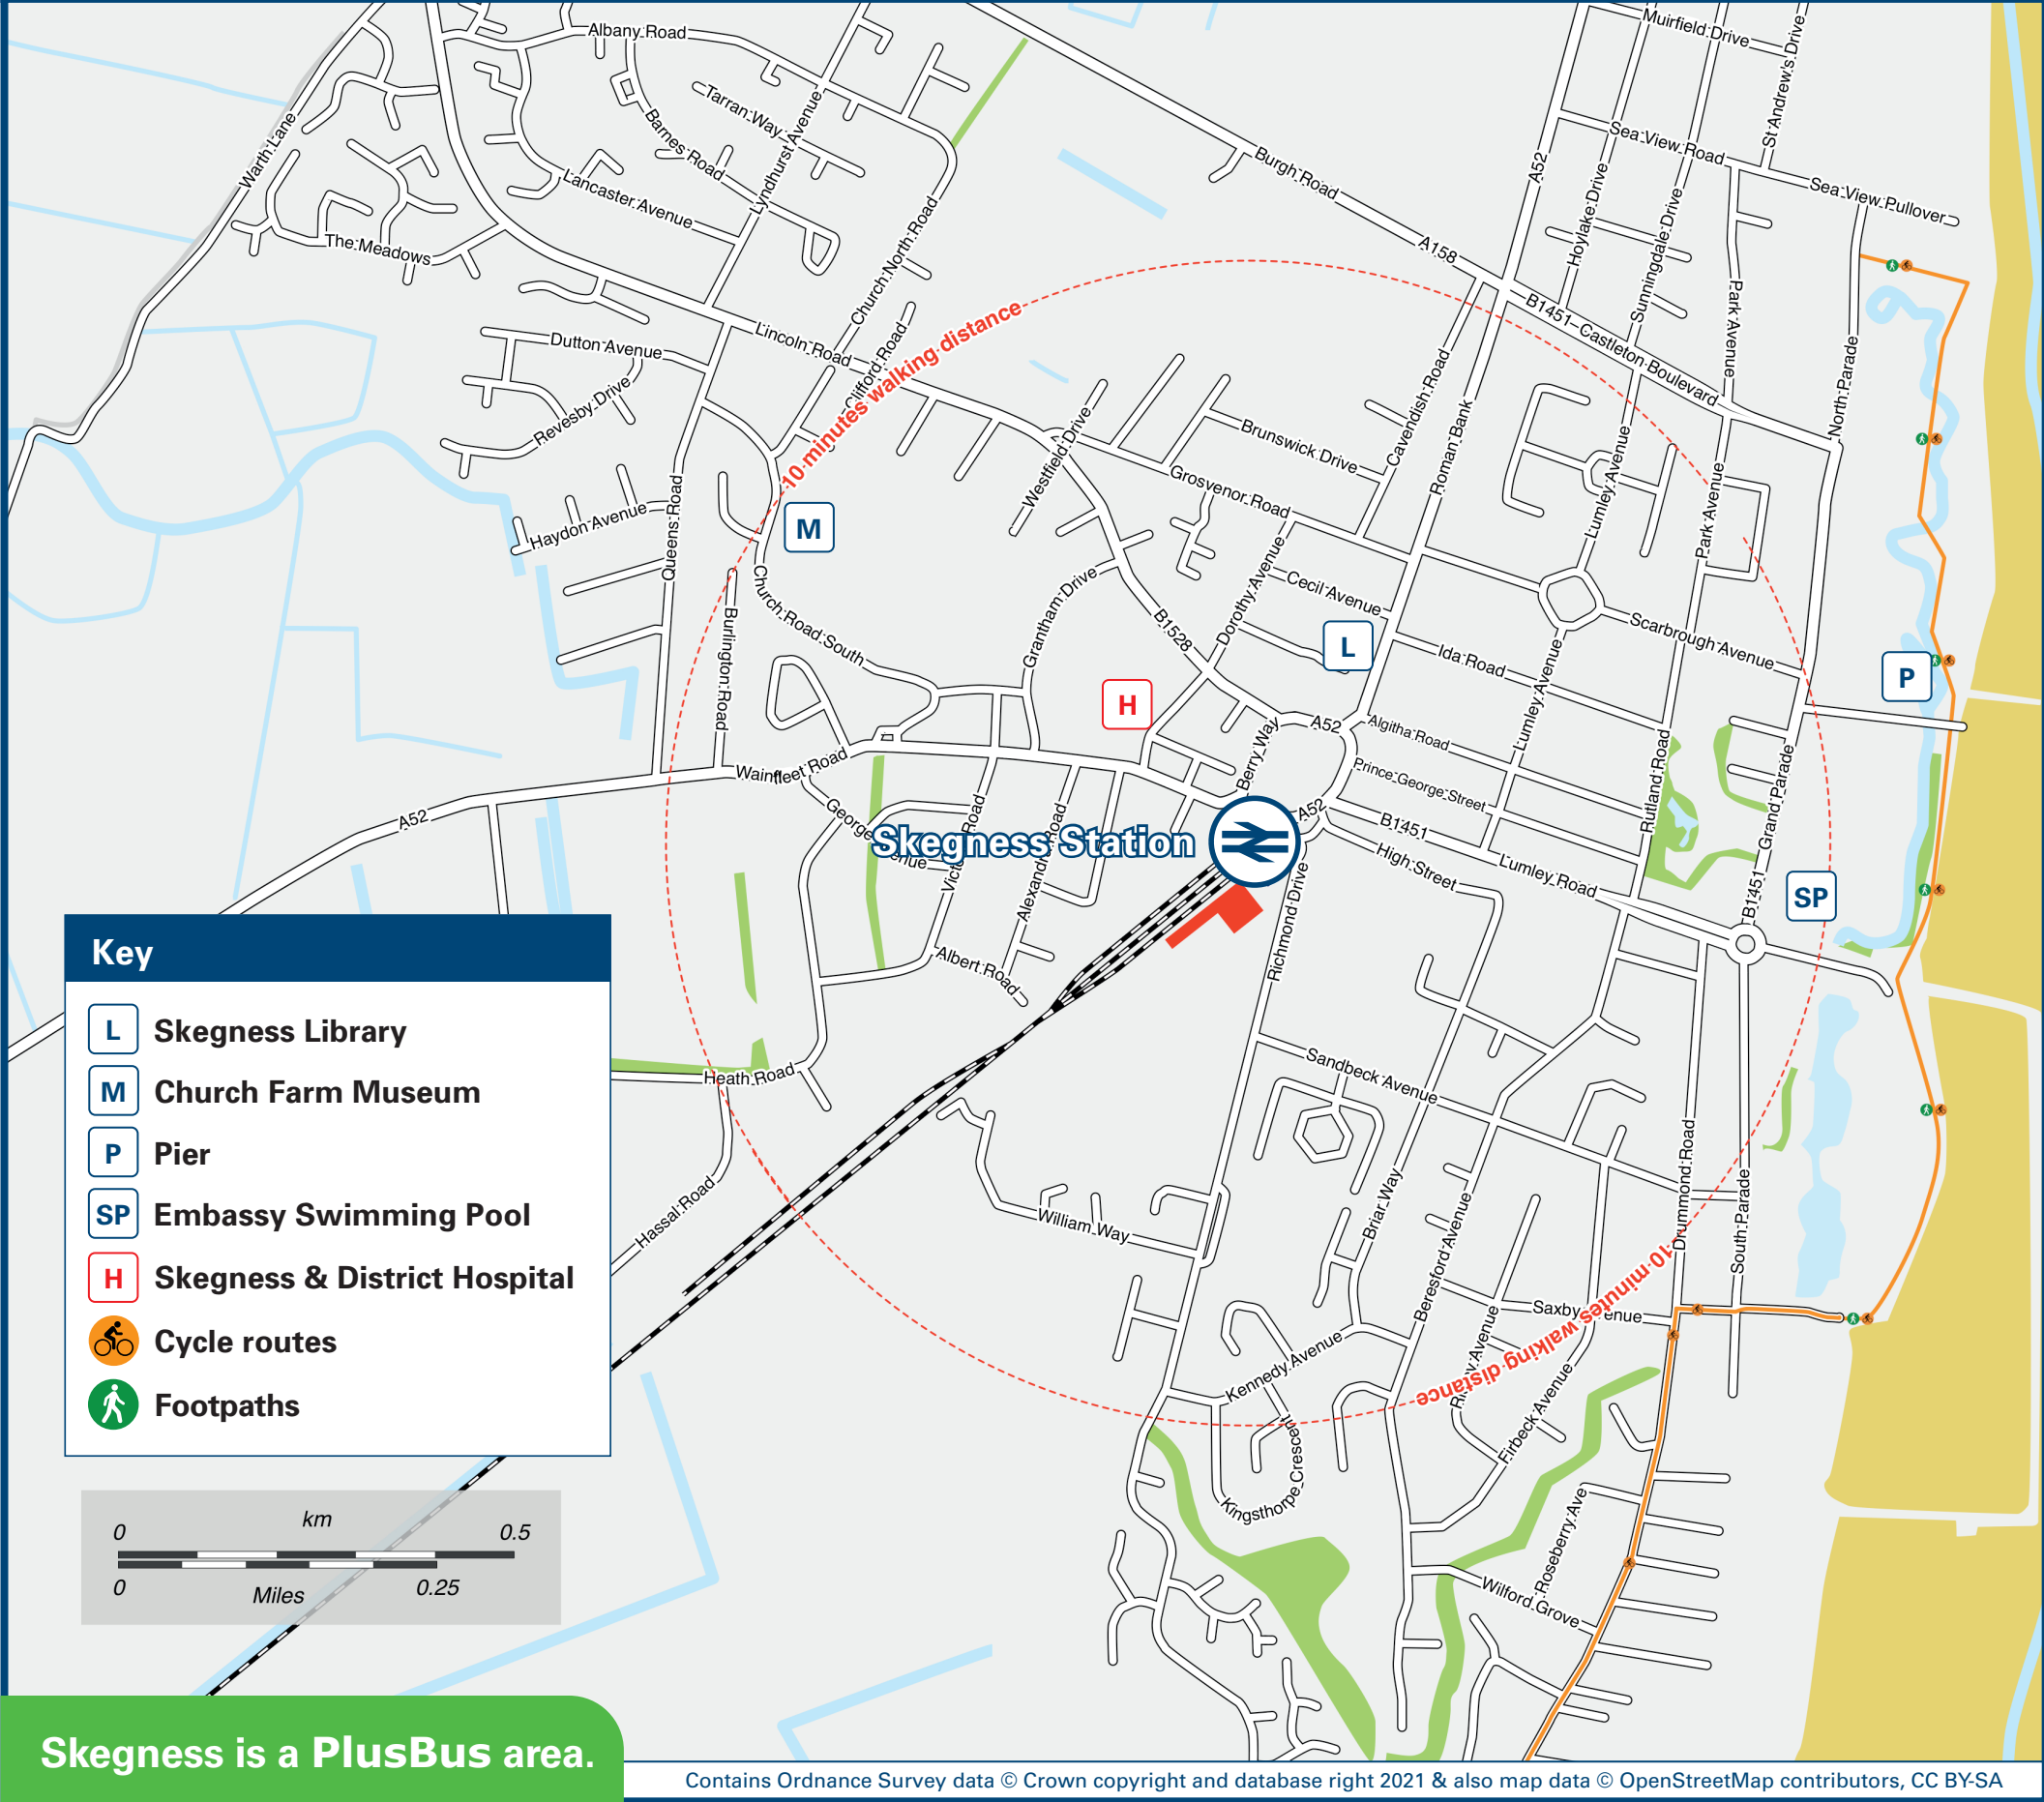 Albany Road
Muirfield Drive
St Andrew's Drive
Warth Lane
Tarran Way
Barnes Road
Lyndhurst Avenue
Lancaster Avenue
The Meadows
Church North Road
Burgh Road
A52
Sea View Road
Sea View Pullover
Hoylake Drive
Sunningdale Drive
A158
B1451
Castleton Boulevard
Park Avenue
North Parade
Lincoln Road
Clifford Road
10 minutes walking distance
Dutton Avenue
Revesby Drive
Haydon Avenue
Queens Road
Westfield Drive
Brunswick Drive
Cavendish Road
Roman Bank
Grosvenor Road
Lumley Avenue
Park Avenue
M
Church Road South
Burlington Road
Grantham Drive
B1528
Dorothy Avenue
Cecil Avenue
L
Ida Road
Scarbrough Avenue
Lumley Avenue
P
H
A52
Algitha Road
Berry Way
Prince George Street
Rutland Road
Grand Parade
Wainfleet Road
A52
George Avenue
Victoria Road
Alexandra Road
Skegness Station
A52
B1451
High Street
Lumley Road
B1451
SP
Richmond Drive
Albert Road
Heath Road
Sandbeck Avenue
Hassal Road
William Way
Briar Way
Beresford Avenue
Drummond Road
South Parade
10 minutes walking distance
Saxby Avenue
Kennedy Avenue
Firbeck Avenue
Kingsthorpe Crescent
Roseberry Ave
Wilford Grove
Key
L Skegness Library
M Church Farm Museum
P Pier
SP Embassy Swimming Pool
H Skegness & District Hospital
Cycle routes
Footpaths
km
0 0.5
0 0.25
Miles
Skegness is a PlusBus area.
Contains Ordnance Survey data © Crown copyright and database right 2021 & also map data © OpenStreetMap contributors, CC BY-SA